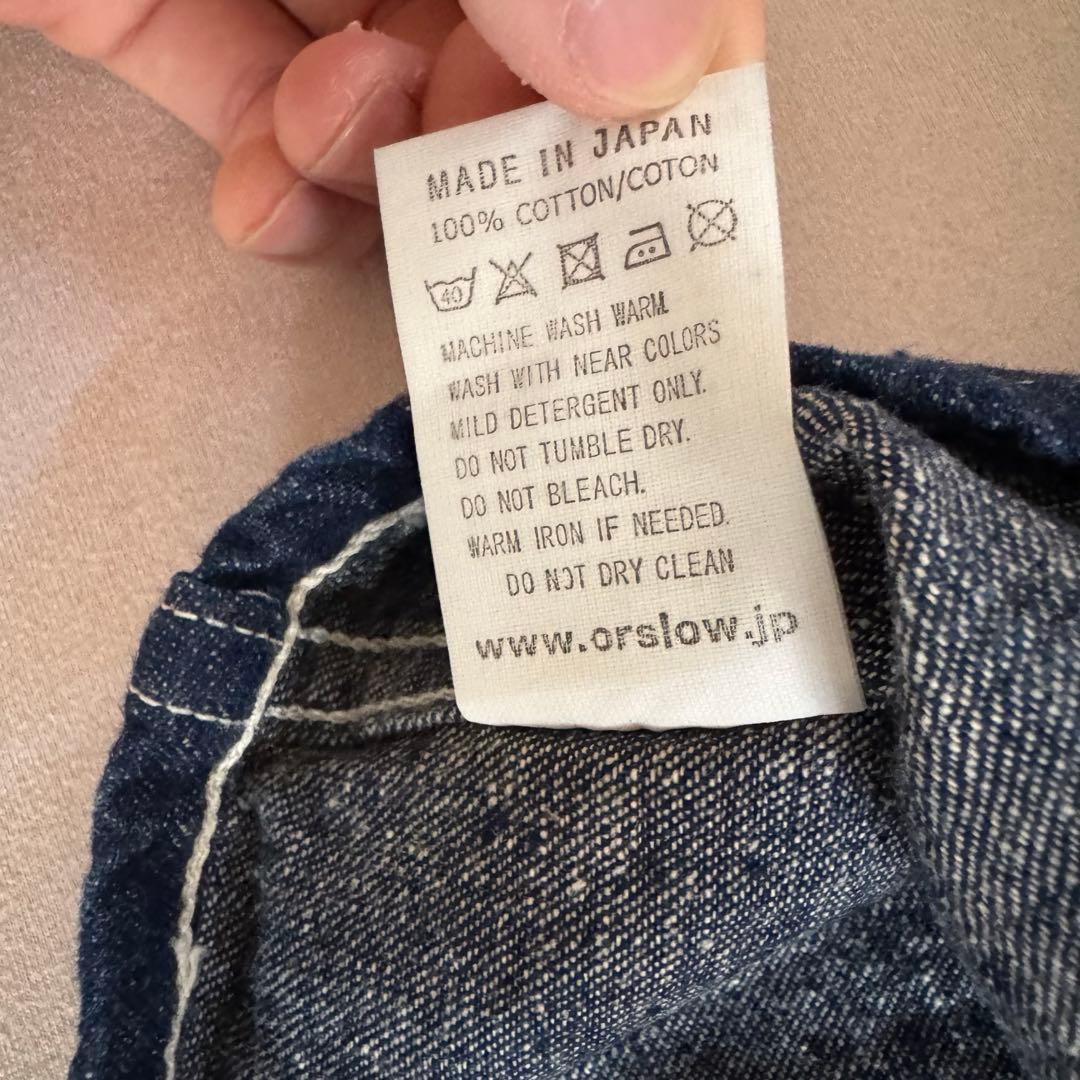 MADE IN JAPAN
100% COTTON/COTON
40
MACHINE WASH WARM.
WASH WITH NEAR COLORS
MILD DETERGENT ONLY.
DO NOT TUMBLE DRY.
DO NOT BLEACH.
WARM IRON IF NEEDED.
DO NOT DRY CLEAN
www.orslow.jp